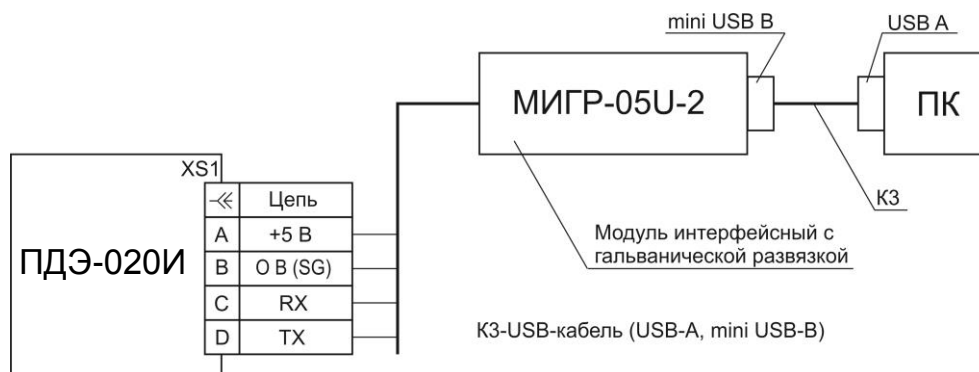 mini USB B
USB A
МИГР-05U-2
ПК
XS1
Цепь
A
+5 В
ПДЭ-020И
B
О В (SG)
C
RX
D
TX
К3
Модуль интерфейсный с
гальванической развязкой
К3-USB-кабель (USB-A, mini USB-B)